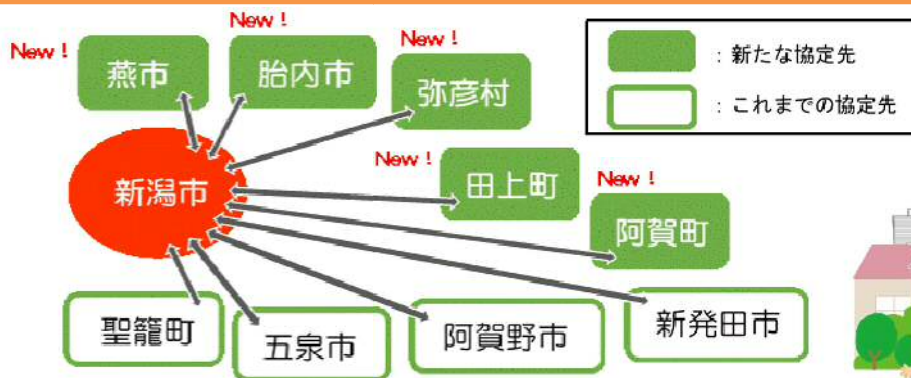 New !
New !
New !
燕市
胎内市
弥彦村
：新たな協定先
：これまでの協定先
新潟市
New !
田上町
New !
阿賀町
聖籠町
五泉市
阿賀野市
新発田市